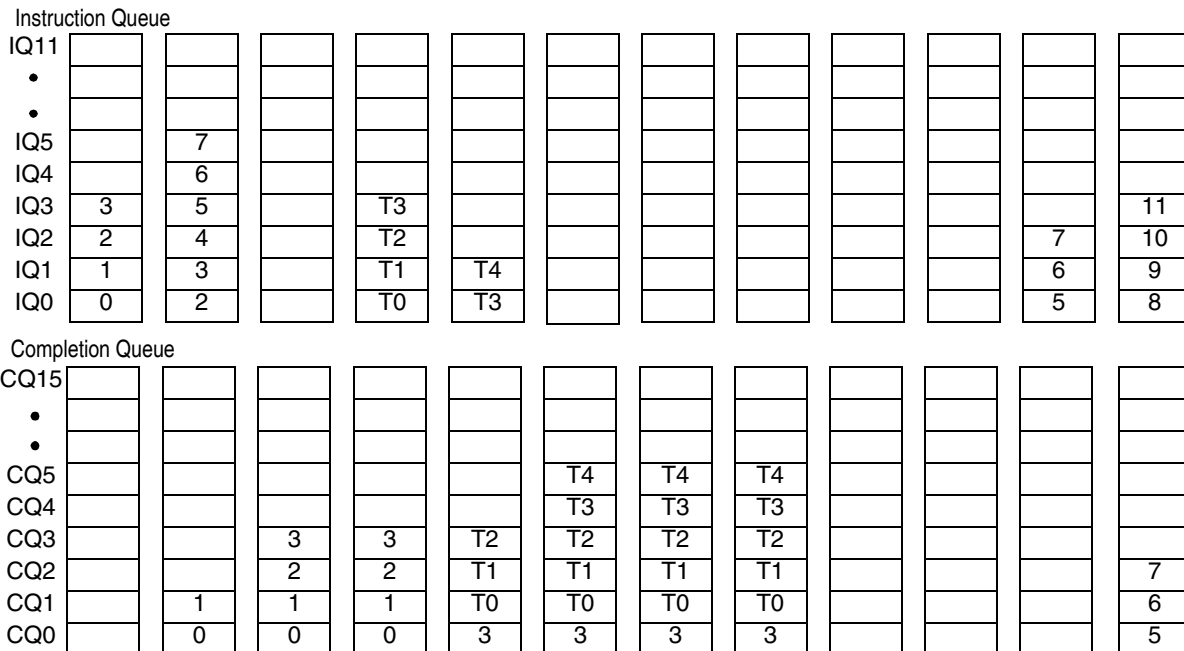 Instruction Queue
IQ11
•
•
IQ5 7
IQ4 6
IQ3 3 5 T3 11
IQ2 2 4 T2 7 10
IQ1 1 3 T1 T4 6 9
IQ0 0 2 T0 T3 5 8
Completion Queue
CQ15
•
•
CQ5 T4 T4 T4
CQ4 T3 T3 T3
CQ3 3 3 T2 T2 T2 T2
CQ2 2 2 T1 T1 T1 T1 7
CQ1 1 1 1 T0 T0 T0 T0 6
CQ0 0 0 0 3 3 3 3 5